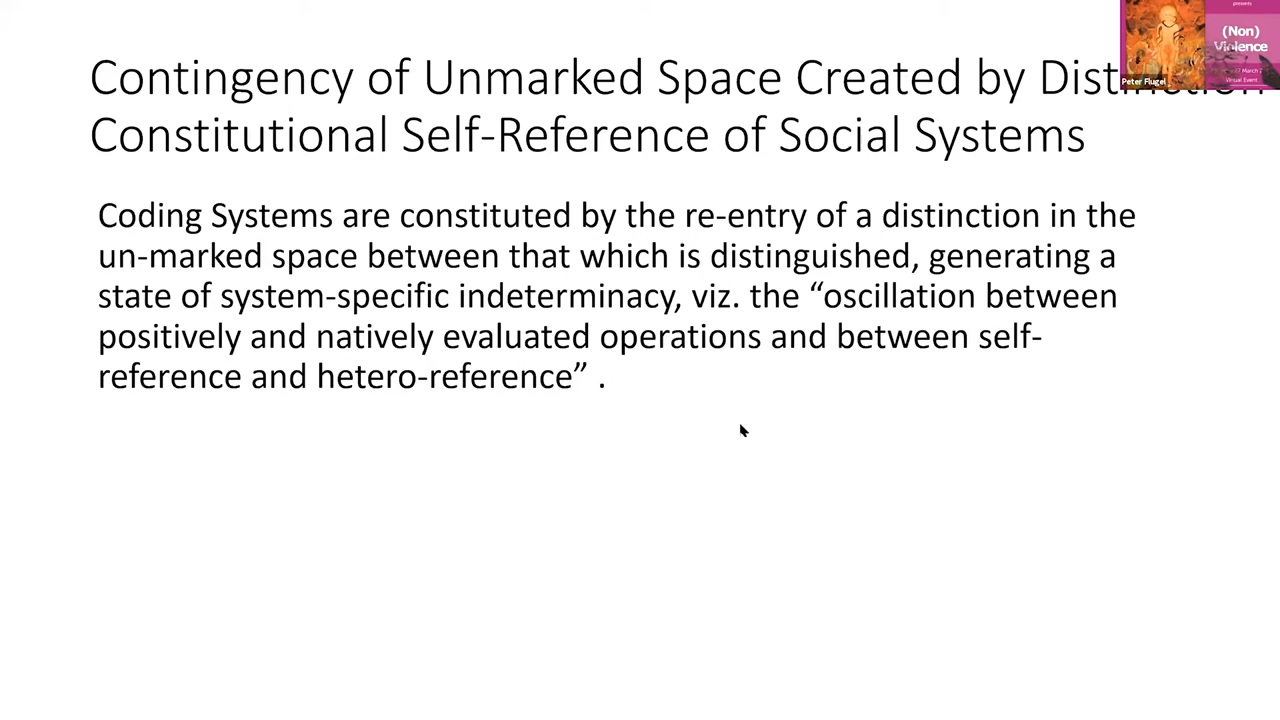 presents
(Non)
Violence
Virtual Event
Peter Flugel
Contingency of Unmarked Space Created by
Constitutional Self-Reference of Social Systems
Coding Systems are constituted by the re-entry of a distinction in the
un-marked space between that which is distinguished, generating a
state of system-specific indeterminacy, viz. the “oscillation between
positively and natively evaluated operations and between self-
reference and hetero-reference” .